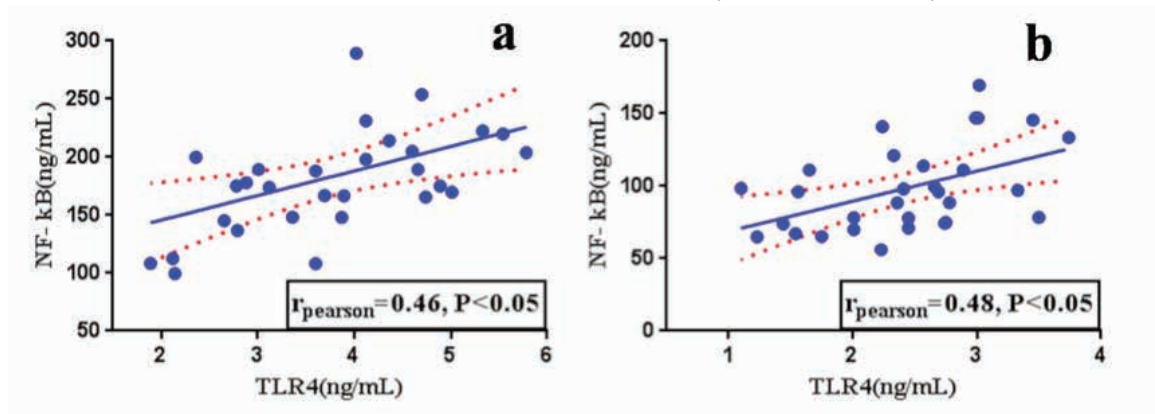 a
300
250
200
150
100
50
NF- kB(ng/mL)
2
3
4
5
6
TLR4(ng/mL)
r pearson=0.46, P<0.05
b
200
150
100
50
0
NF- kB(ng/mL)
1
2
3
4
TLR4(ng/mL)
r pearson=0.48, P<0.05